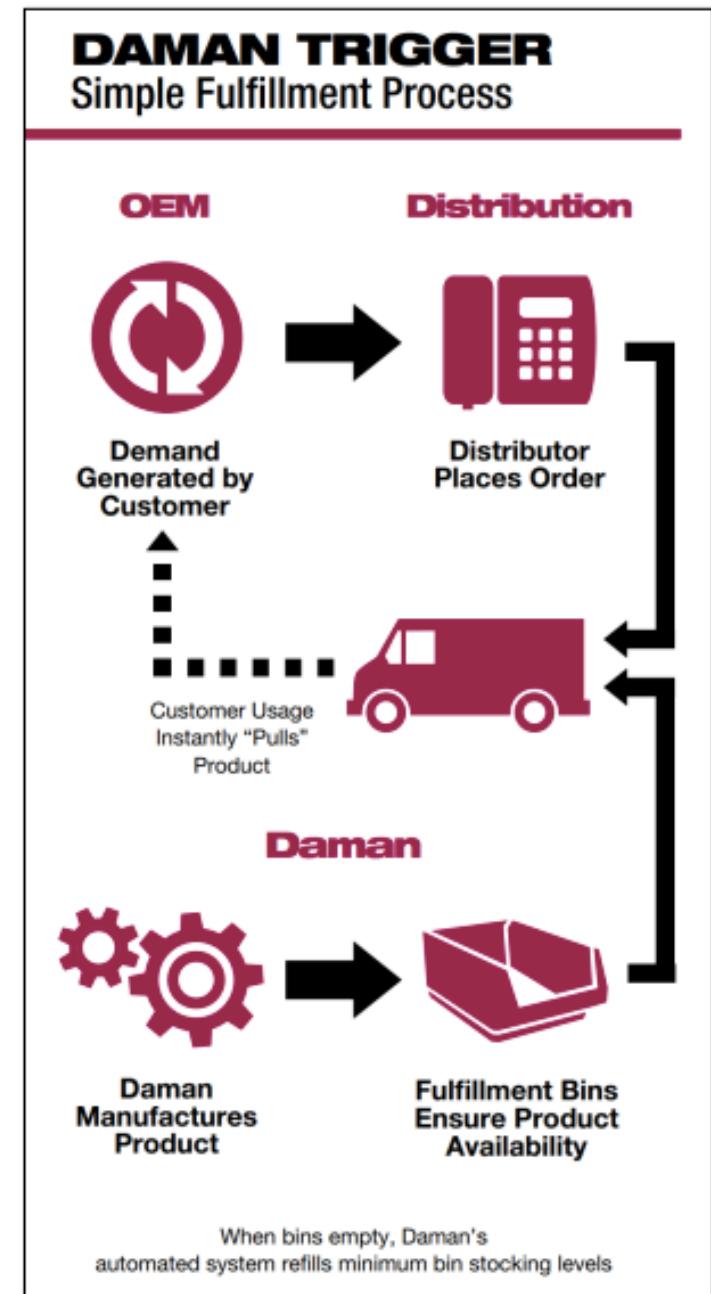 DAMAN TRIGGER
Simple Fulfillment Process
OEM
Distribution
Demand
Generated by
Customer
Distributor
Places Order
Customer Usage
Instantly “Pulls”
Product
Daman
Daman
Manufactures
Product
Fulfillment Bins
Ensure Product
Availability
When bins empty, Daman’s
automated system refills minimum bin stocking levels